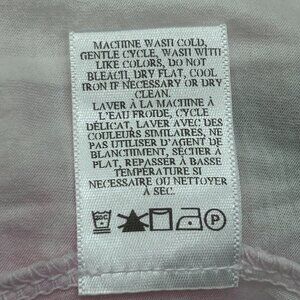 MACHINE WASH COLD,
GENTLE CYCLE, WASH WITH
LIKE COLORS, DO NOT
BLEACH, DRY FLAT, COOL
IRON IF NECESSARY OR DRY
CLEAN.
LAVER À LA MACHINE À
L'EAU FROIDE, CYCLE
DÉLICAT, LAVER AVEC DES
COULEURS SIMILAIRES, NE
PAS UTILISER D'AGENT DE
BLANCHIMENT, SÉCHER À
PLAT, REPASSER À BASSE
TEMPÉRATURE SI
NÉCESSAIRE OU NETTOYER
À SEC.
P